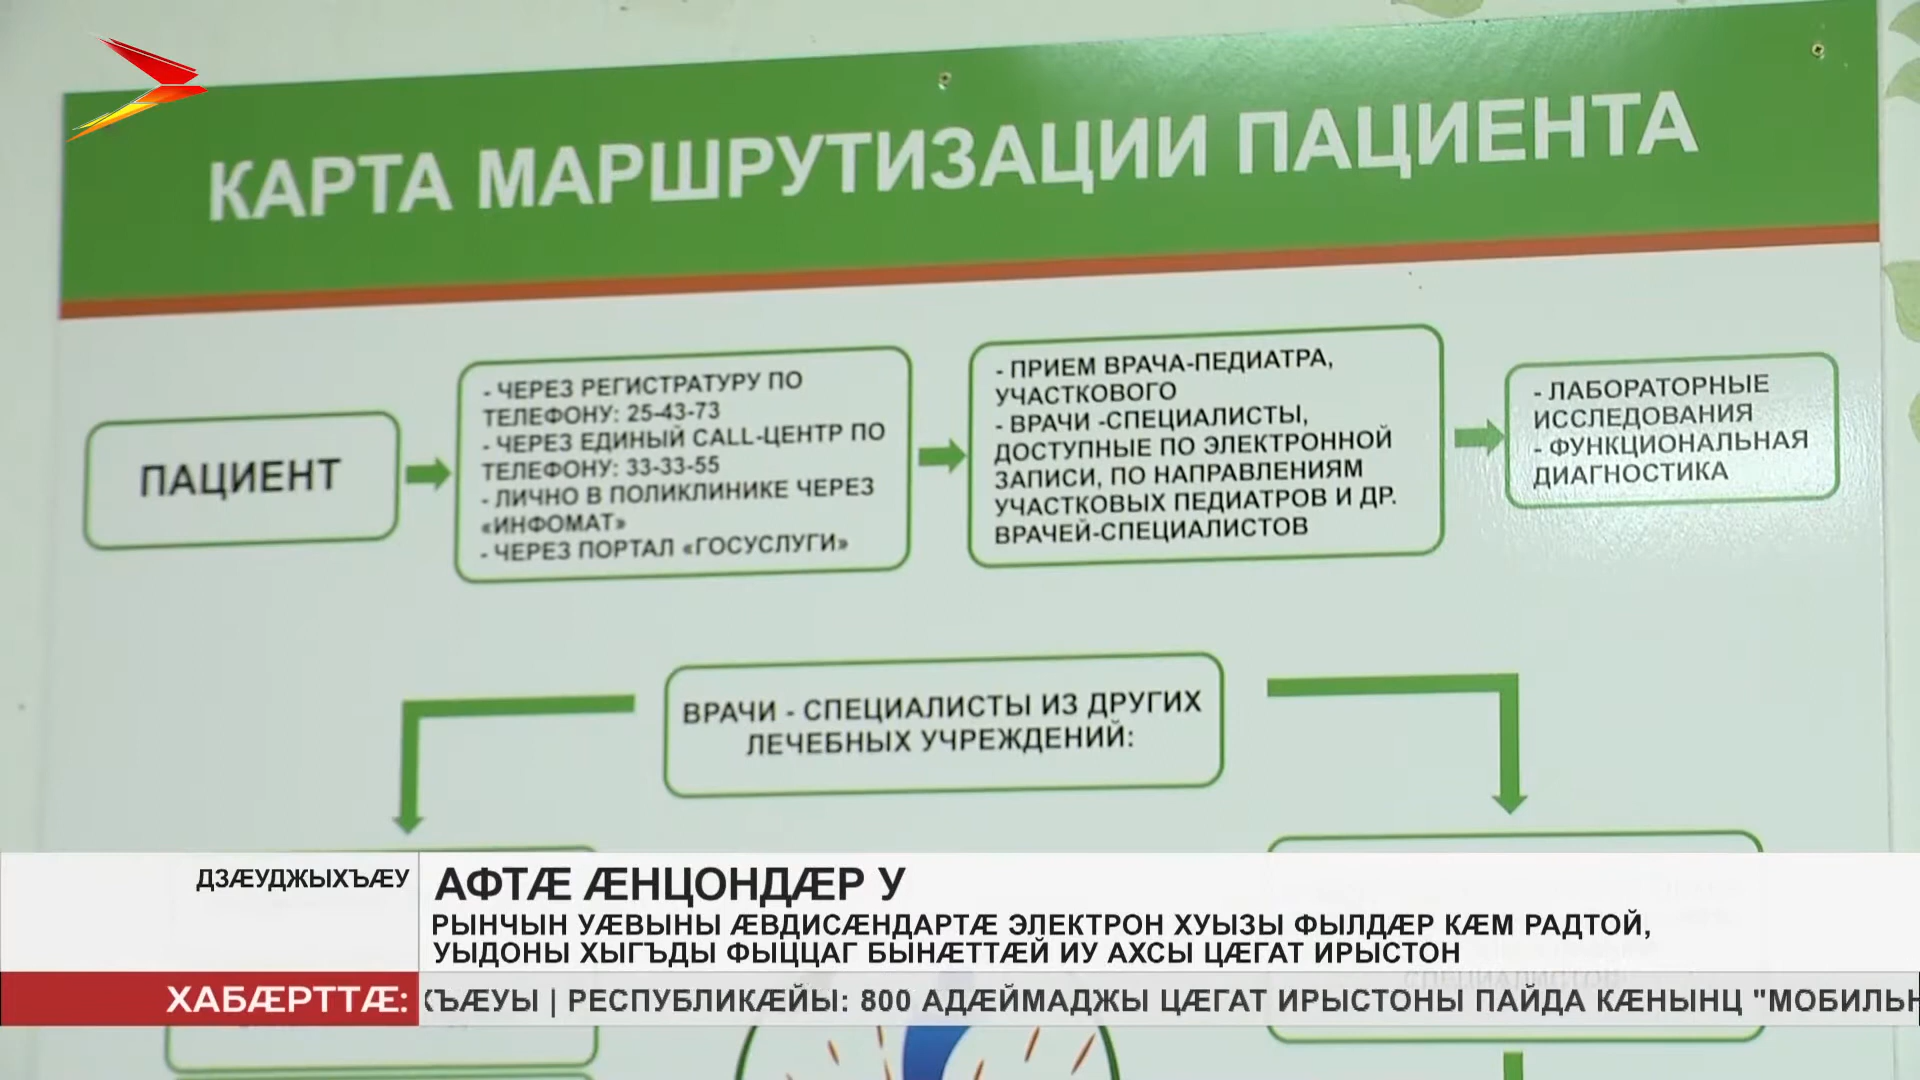 КАРТА МАРШРУТИЗАЦИИ ПАЦИЕНТА
ПАЦИЕНТ
- ЧЕРЕЗ РЕГИСТРАТУРУ ПО
ТЕЛЕФОНУ: 25-43-73
- ЧЕРЕЗ ЕДИНЫЙ CALL-ЦЕНТР ПО
ТЕЛЕФОНУ: 33-33-55
- ЛИЧНО В ПОЛИКЛИНИКЕ ЧЕРЕЗ
«ИНФОМАТ»
- ЧЕРЕЗ ПОРТАЛ «ГОСУСЛУГИ»
- ПРИЕМ ВРАЧА-ПЕДИАТРА,
УЧАСТКОВОГО
- ВРАЧИ -СПЕЦИАЛИСТЫ,
ДОСТУПНЫЕ ПО ЭЛЕКТРОННОЙ
ЗАПИСИ, ПО НАПРАВЛЕНИЯМ
УЧАСТКОВЫХ ПЕДИАТРОВ И ДР.
ВРАЧЕЙ-СПЕЦИАЛИСТОВ
- ЛАБОРАТОРНЫЕ
ИССЛЕДОВАНИЯ
- ФУНКЦИОНАЛЬНАЯ
ДИАГНОСТИКА
ВРАЧИ - СПЕЦИАЛИСТЫ ИЗ ДРУГИХ
ЛЕЧЕБНЫХ УЧРЕЖДЕНИЙ:
ДЗÆУДЖЫХЪÆУ
АФТÆ ÆНЦОНДÆР У
РЫНЧЫН УÆВЫНЫ ÆВДИСÆНДАРТÆ ЭЛЕКТРОН ХУЫЗЫ ФЫЛДÆР КÆМ РАДТОЙ,
УЫДОНЫ ХЫГЪДЫ ФЫЦЦАГ БЫНÆТТÆЙ ИУ АХСЫ ЦÆГАТ ИРЫСТОН
ХАБÆРТТÆ:
ХЪÆУЫ | РЕСПУБЛИКÆЙЫ: 800 АДÆЙМАДЖЫ ЦÆГАТ ИРЫСТОНЫ ПАЙДА КÆНЫНЦ "МОБИЛЬН